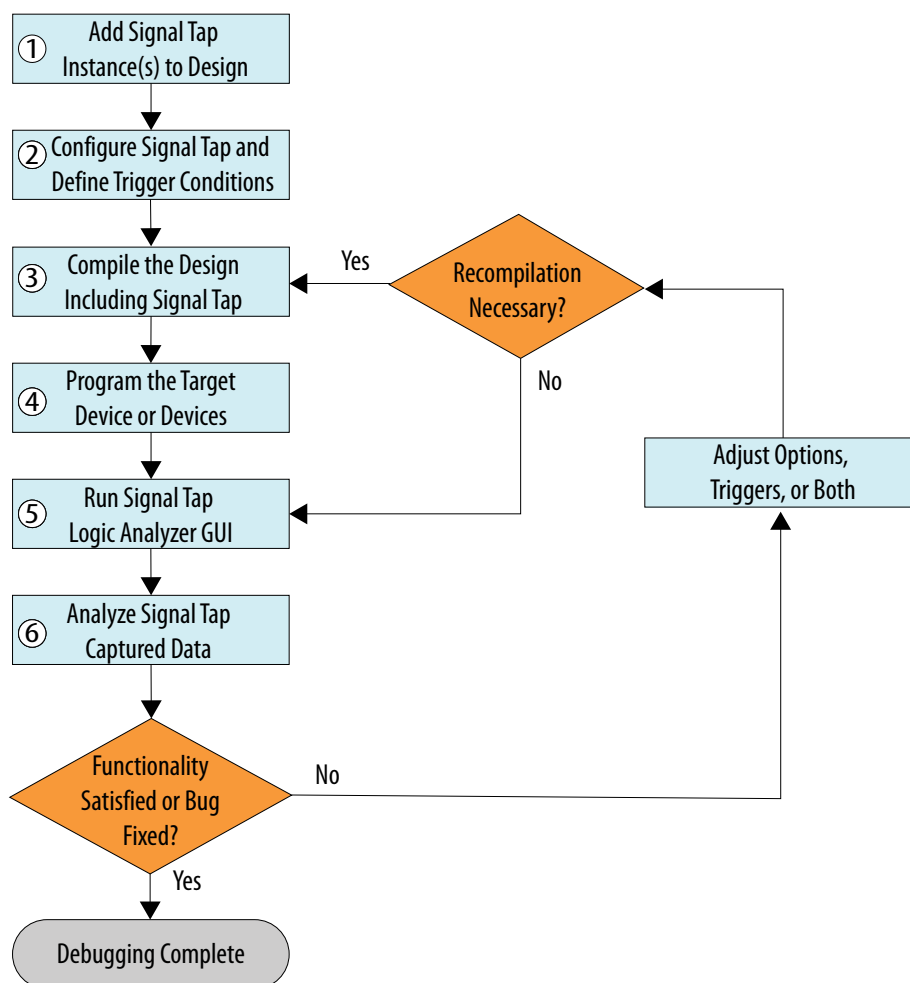 ① Add Signal Tap
Instance(s) to Design
② Configure Signal Tap and
Define Trigger Conditions
③ Compile the Design
Including Signal Tap
Yes
Recompilation
Necessary?
No
④ Program the Target
Device or Devices
Adjust Options,
Triggers, or Both
⑤ Run Signal Tap
Logic Analyzer GUI
⑥ Analyze Signal Tap
Captured Data
Functionality
Satisfied or Bug
Fixed?
No
Yes
Debugging Complete